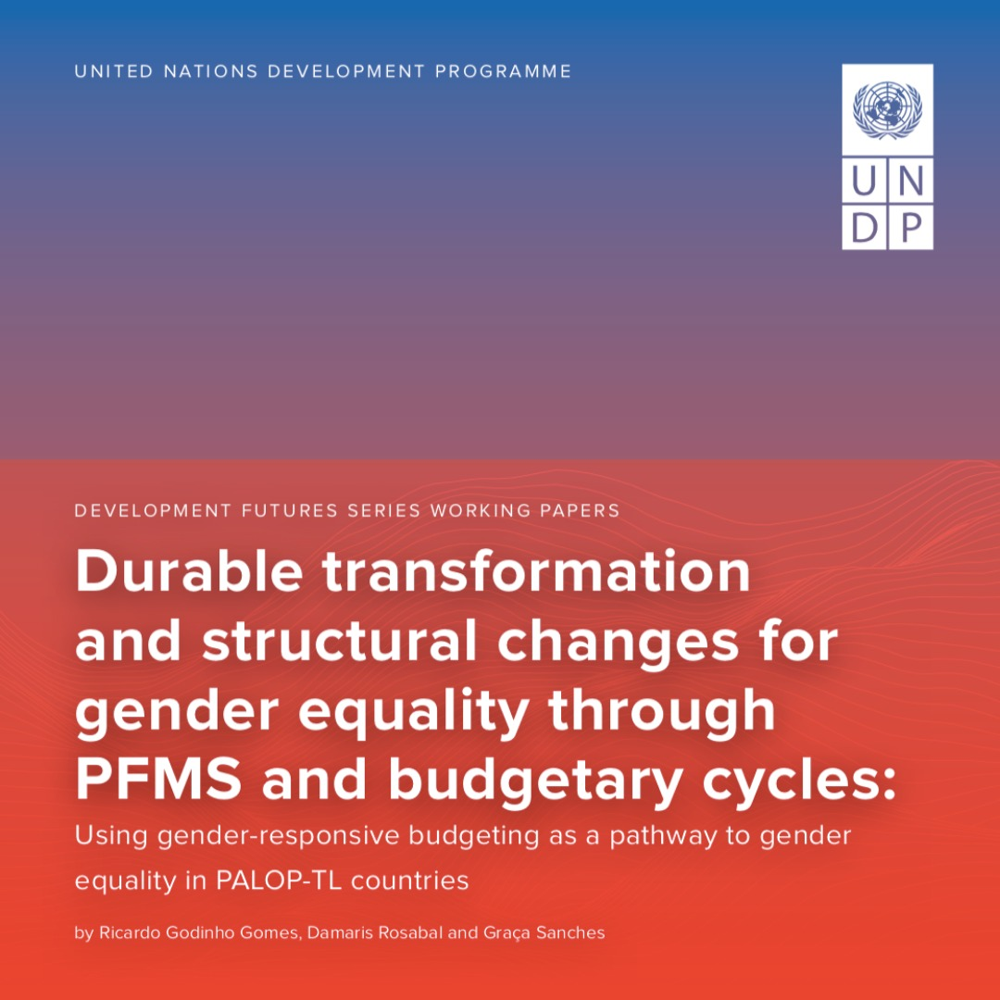 UNITED NATIONS DEVELOPMENT PROGRAMME
U N
D P
DEVELOPMENT FUTURES SERIES WORKING PAPERS
Durable transformation
and structural changes for
gender equality through
PFMS and budgetary cycles:
Using gender-responsive budgeting as a pathway to gender
equality in PALOP-TL countries
by Ricardo Godinho Gomes, Damaris Rosabal and Graça Sanches